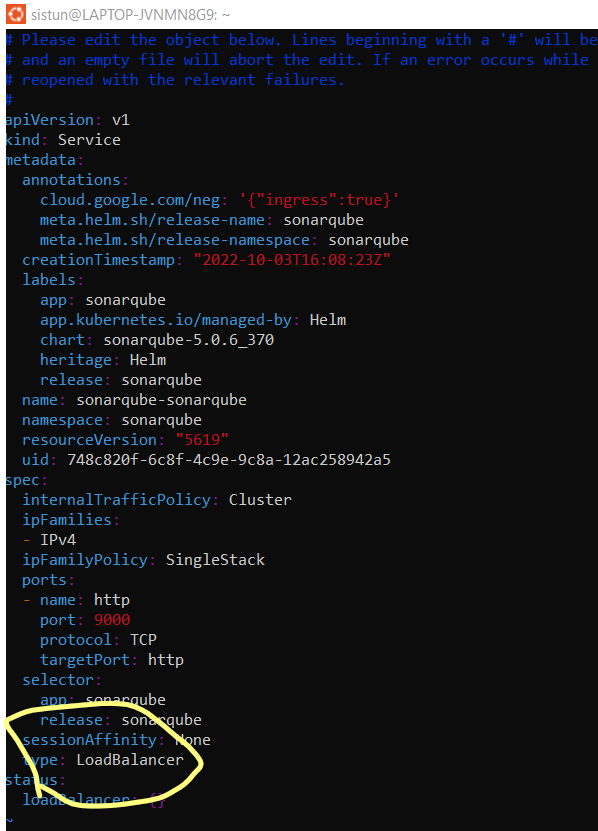 sistun@LAPTOP-JVNMN8G9: ~
# Please edit the object below. Lines beginning with a '#' will be
# and an empty file will abort the edit. If an error occurs while
# reopened with the relevant failures.
#
apiVersion: v1
kind: Service
metadata:
  annotations:
    cloud.google.com/neg: '{"ingress":true}'
    meta.helm.sh/release-name: sonarqube
    meta.helm.sh/release-namespace: sonarqube
  creationTimestamp: "2022-10-03T16:08:23Z"
  labels:
    app: sonarqube
    app.kubernetes.io/managed-by: Helm
    chart: sonarqube-5.0.6_370
    heritage: Helm
    release: sonarqube
  name: sonarqube-sonarqube
  namespace: sonarqube
  resourceVersion: "5619"
  uid: 748c820f-6c8f-4c9e-9c8a-12ac258942a5
spec:
  internalTrafficPolicy: Cluster
  ipFamilies:
  - IPv4
  ipFamilyPolicy: SingleStack
  ports:
  - name: http
    port: 9000
    protocol: TCP
    targetPort: http
  selector:
    app: sonarqube
    release: sonarqube
  sessionAffinity: None
  type: LoadBalancer
status:
  loadBalancer: {}
~